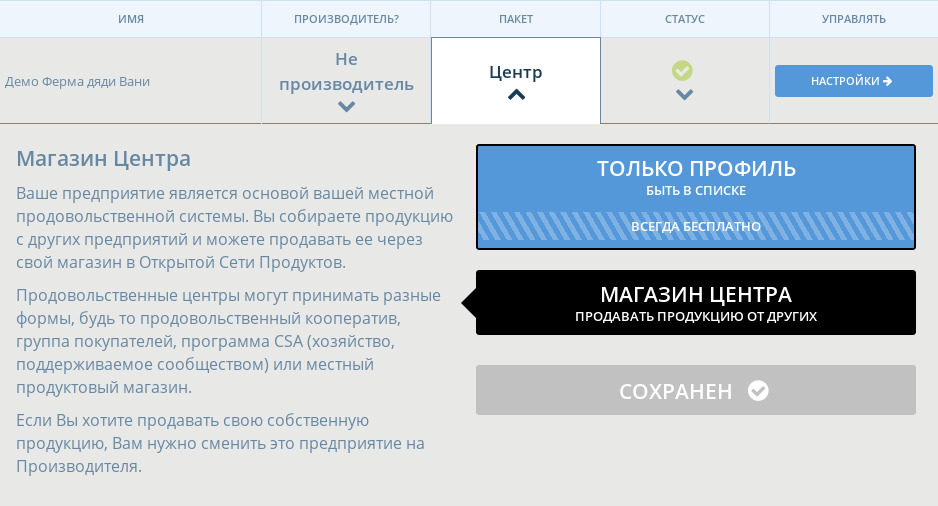 ИМЯ ПРОИЗВОДИТЕЛЬ? ПАКЕТ СТАТУС УПРАВЛЯТЬ
Демо Ферма дяди Вани
Не
производитель
Центр
НАСТРОЙКИ
Магазин Центра
Ваше предприятие является основой вашей местной
продовольственной системы. Вы собираете продукцию
с других предприятий и можете продавать ее через
свой магазин в Открытой Сети Продуктов.
Продовольственные центры могут принимать разные
формы, будь то продовольственный кооператив,
группа покупателей, программа CSA (хозяйство,
поддерживаемое сообществом) или местный
продуктовый магазин.
Если Вы хотите продавать свою собственную
продукцию, Вам нужно сменить это предприятие на
Производителя.
ТОЛЬКО ПРОФИЛЬ
БЫТЬ В СПИСКЕ
ВСЕГДА БЕСПЛАТНО
МАГАЗИН ЦЕНТРА
ПРОДАВАТЬ ПРОДУКЦИЮ ОТ ДРУГИХ
СОХРАНЕН